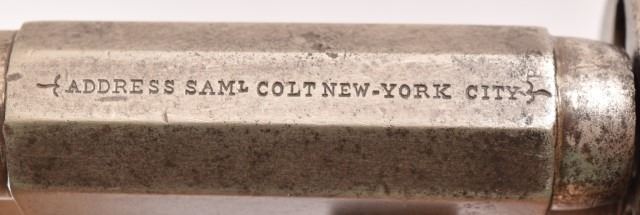 ADDRESS SAMᴸ COLT NEW-YORK CITY